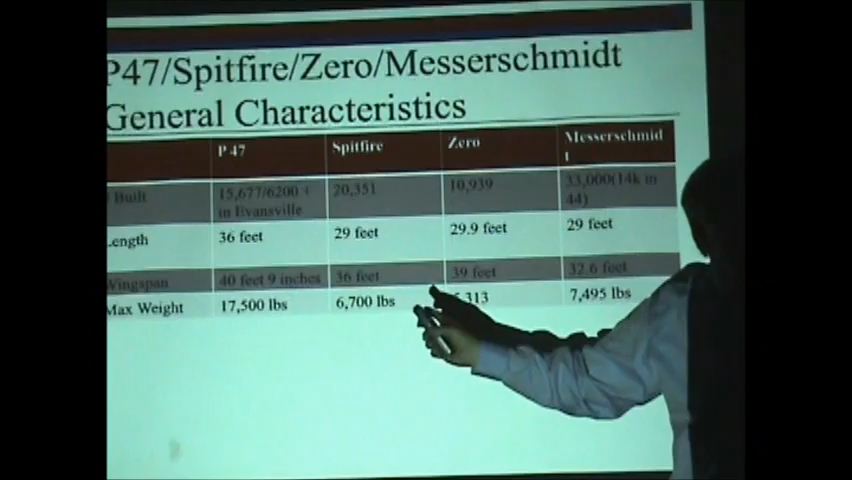 P47/Spitfire/Zero/Messerschmidt
General Characteristics
P 47 Spitfire Zero Messerschmid
t
Built 15,677/6200 + 20,351 10,939 33,000(14k in
in Evansville 44)
Length 36 feet 29 feet 29.9 feet 29 feet
Wingspan 40 feet 9 inches 36 feet 39 feet 32.6 feet
Max Weight 17,500 lbs 6,700 lbs 313 7,495 lbs